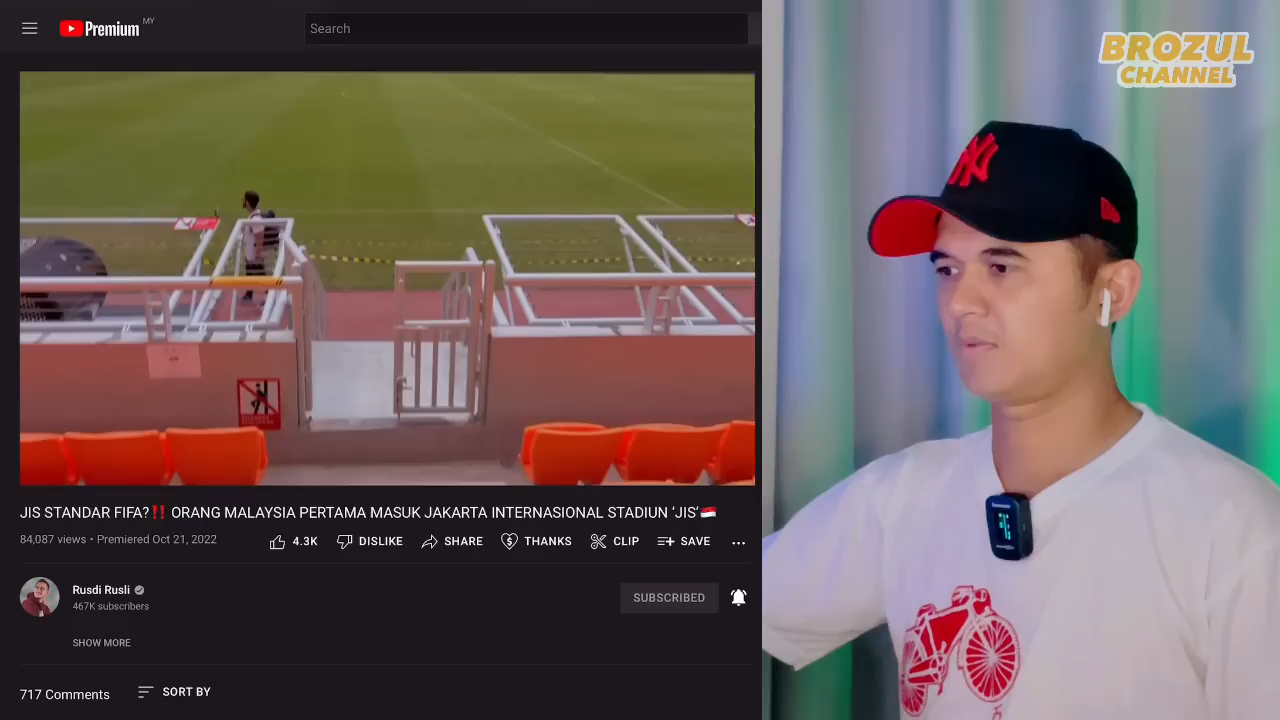 Premium MY
Search
BROZUL
CHANNEL
NY
JIS STANDAR FIFA?‼️ ORANG MALAYSIA PERTAMA MASUK JAKARTA INTERNASIONAL STADIUN ‘JIS’🇮🇩
84,087 views • Premiered Oct 21, 2022
4.3K DISLIKE SHARE THANKS CLIP SAVE ...
Rusdi Rusli
467K subscribers
SUBSCRIBED
SHOW MORE
717 Comments SORT BY